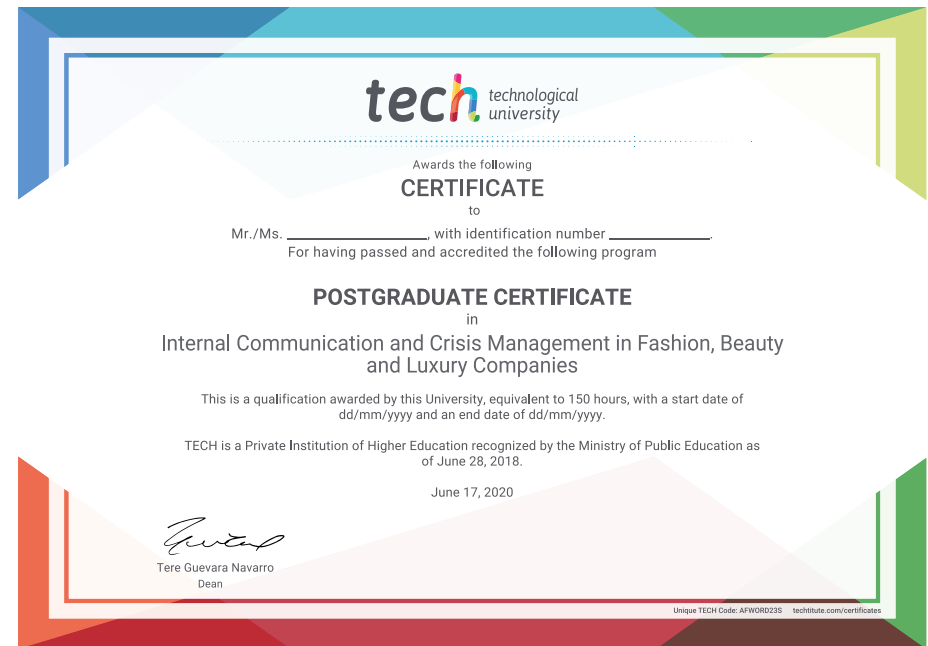 tech technological
university
Awards the following
CERTIFICATE
to
Mr./Ms. ____________________, with identification number ______________.
For having passed and accredited the following program
POSTGRADUATE CERTIFICATE
in
Internal Communication and Crisis Management in Fashion, Beauty
and Luxury Companies
This is a qualification awarded by this University, equivalent to 150 hours, with a start date of
dd/mm/yyyy and an end date of dd/mm/yyyy.
TECH is a Private Institution of Higher Education recognized by the Ministry of Public Education as
of June 28, 2018.
June 17, 2020
Tere Guevara Navarro
Dean
Unique TECH Code: AFWORD23S techtitute.com/certificates